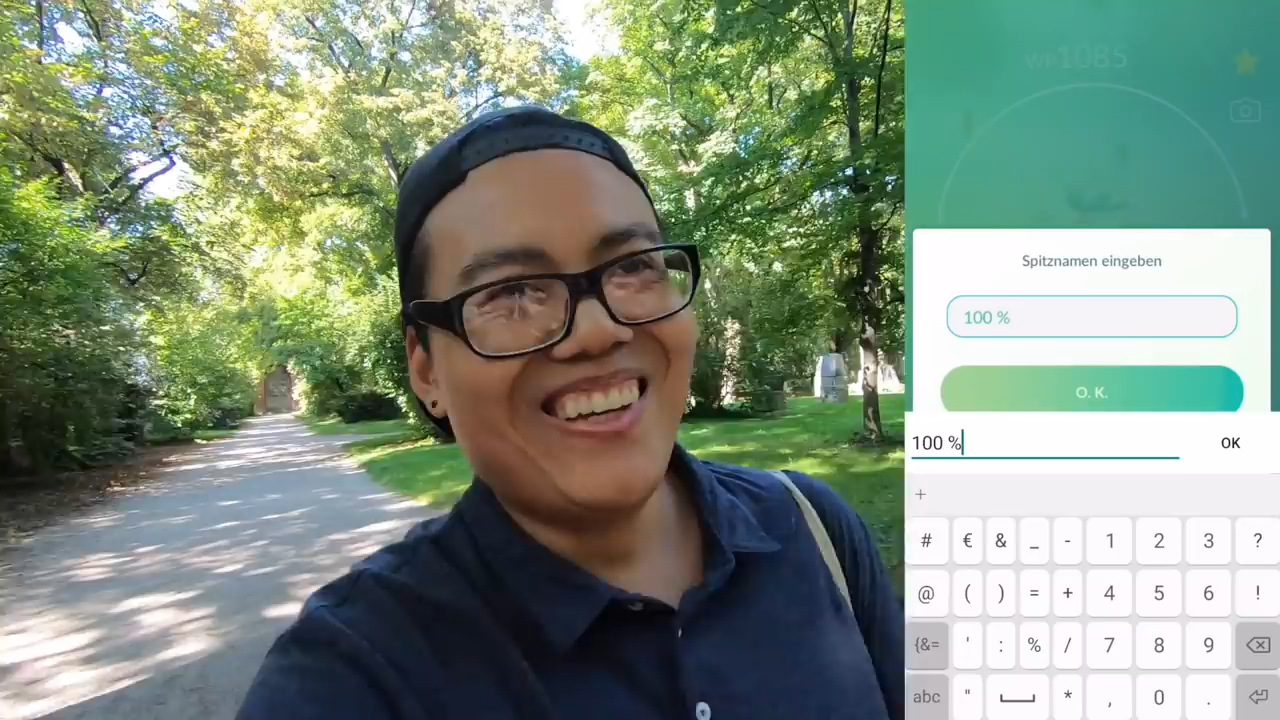 WP1085
Spitznamen eingeben
100 %
O. K.
100 %
OK
+
# € & _ - 1 2 3 ?
@ ( ) = + 4 5 6 !
{&= ' : % / 7 8 9
abc " * , 0 .